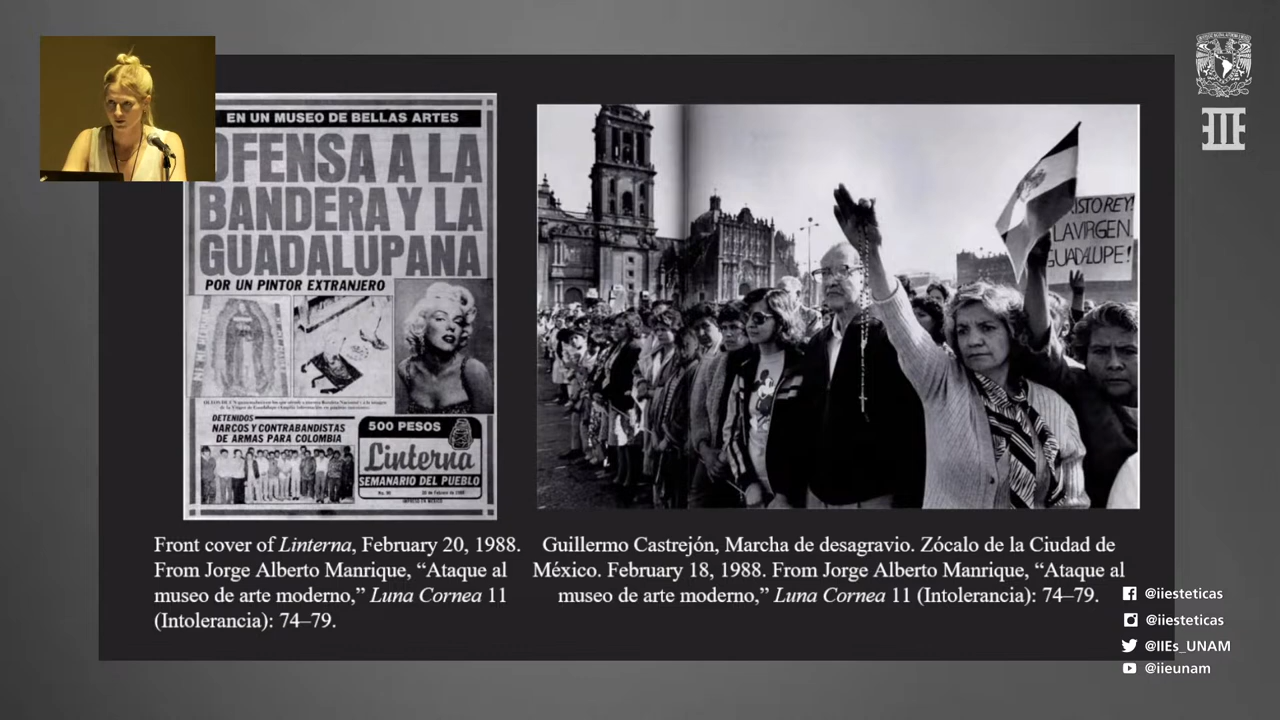 EN UN MUSEO DE BELLAS ARTES
OFENSA A LA
BANDERA Y LA
GUADALUPANA
POR UN PINTOR EXTRANJERO
DETENIDOS
NARCOS Y CONTRABANDISTAS
DE ARMAS PARA COLOMBIA
500 PESOS
Linterna
SEMANARIO DEL PUEBLO
IMPRESO EN MEXICO
ISTO REY!
LA VIRGEN
GUADALUPE!
Front cover of Linterna, February 20, 1988.
From Jorge Alberto Manrique, “Ataque al
museo de arte moderno,” Luna Cornea 11
(Intolerancia): 74–79.
Guillermo Castrejón, Marcha de desagravio. Zócalo de la Ciudad de
México. February 18, 1988. From Jorge Alberto Manrique, “Ataque al
museo de arte moderno,” Luna Cornea 11 (Intolerancia): 74–79.
@iiesteticas
@iiesteticas
@IIEs_UNAM
@iieunam